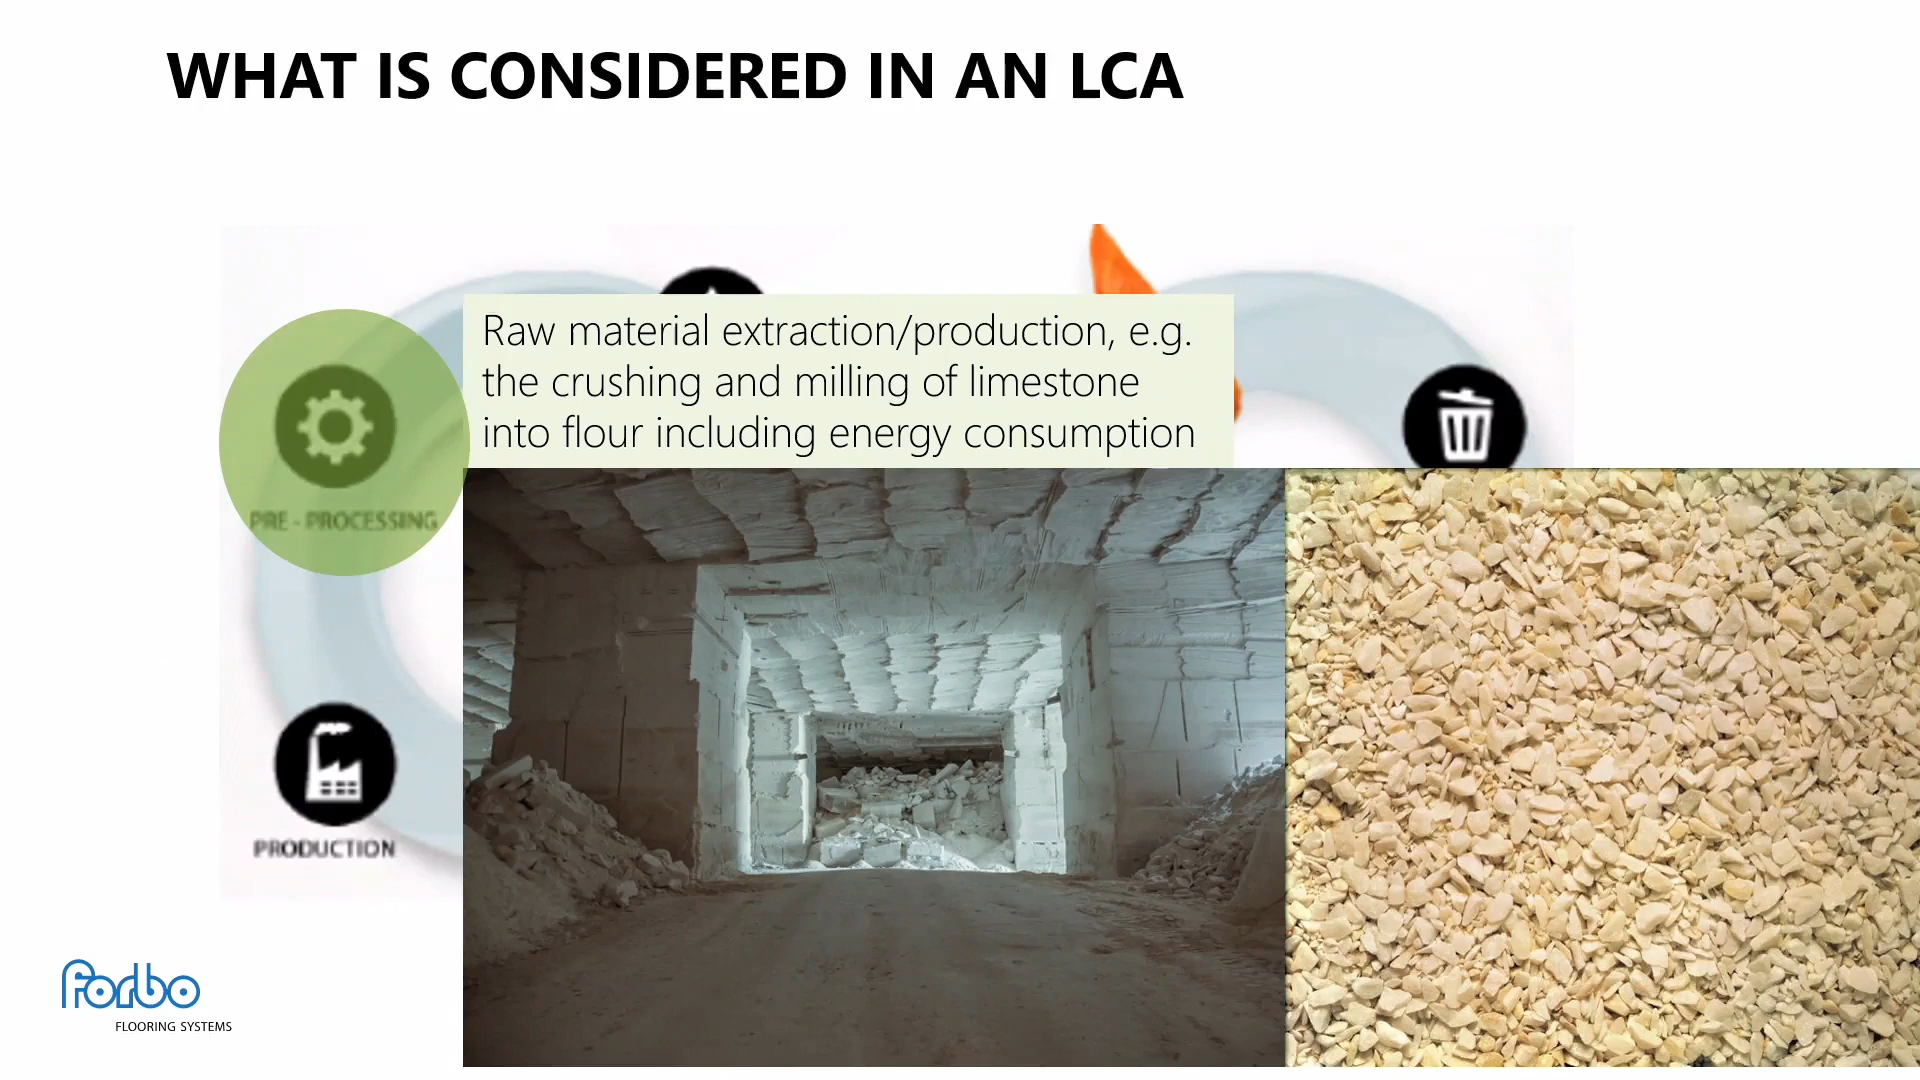 WHAT IS CONSIDERED IN AN LCA
Raw material extraction/production, e.g.
the crushing and milling of limestone
into flour including energy consumption
PRE - PROCESSING
PRODUCTION
forbo
FLOORING SYSTEMS